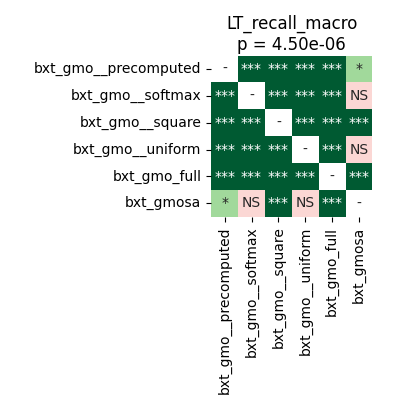 LT_recall_macro
p = 4.50e-06
bxt_gmo__precomputed - *** *** *** *** *
bxt_gmo__softmax *** - *** *** *** NS
bxt_gmo__square *** *** - *** *** ***
bxt_gmo__uniform *** *** *** - *** NS
bxt_gmo_full *** *** *** *** - ***
bxt_gmosa * NS *** NS *** -
bxt_gmo__precomputed
bxt_gmo__softmax
bxt_gmo__square
bxt_gmo__uniform
bxt_gmo_full
bxt_gmosa